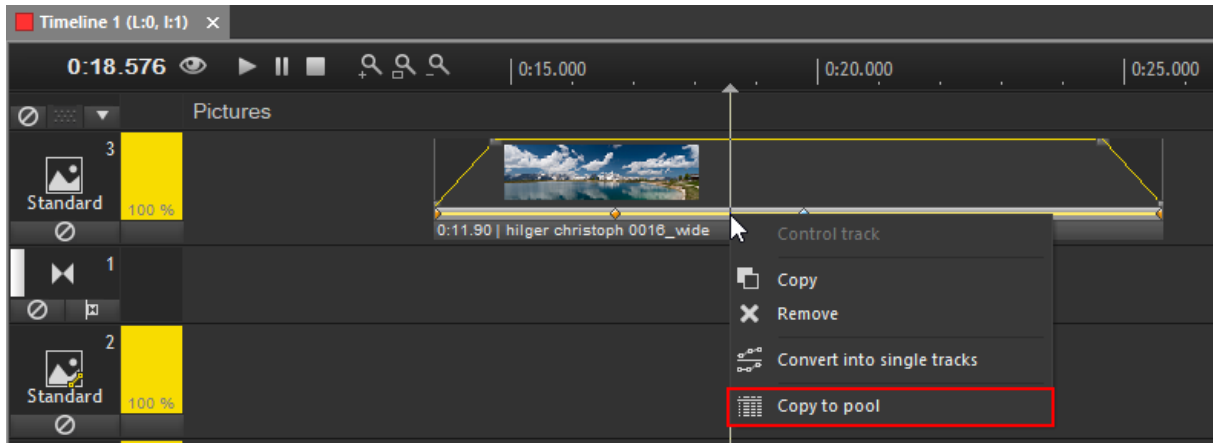 Timeline 1 (L:0, I:1)
0:18.576
0:15.000
0:20.000
0:25.000
Pictures
3
Standard
100 %
0:11.90 | hilger christoph 0016_wide
Control track
1
Copy
Remove
2
Convert into single tracks
Standard
100 %
Copy to pool